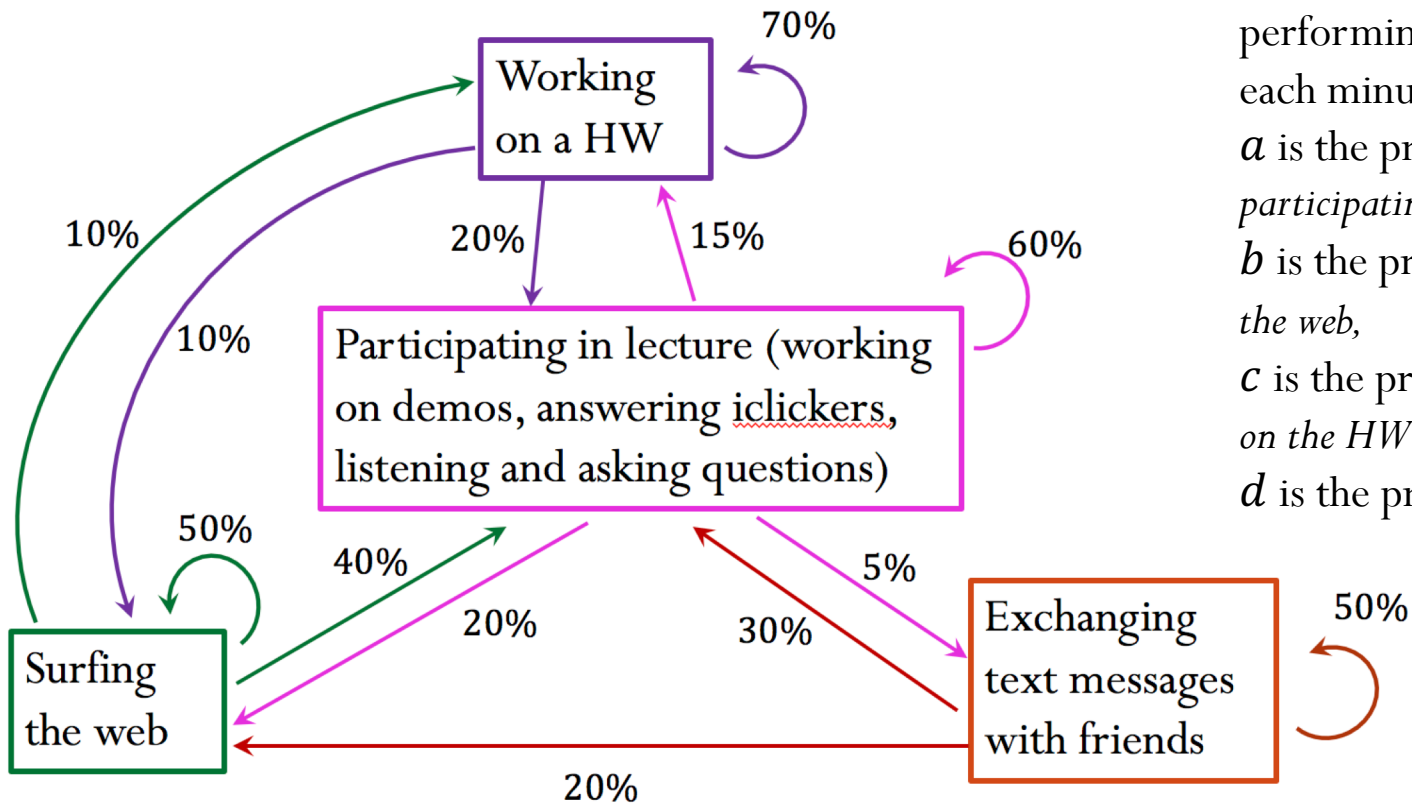 70%
Working
on a HW
10%
20%
15%
60%
10%
Participating in lecture (working
on demos, answering iclickers,
listening and asking questions)
50%
40%
20%
5%
30%
Surfing
the web
Exchanging
text messages
with friends
50%
20%
performin
each minu
a is the pr
participatin
b is the pr
the web,
c is the pr
on the HW
d is the pr